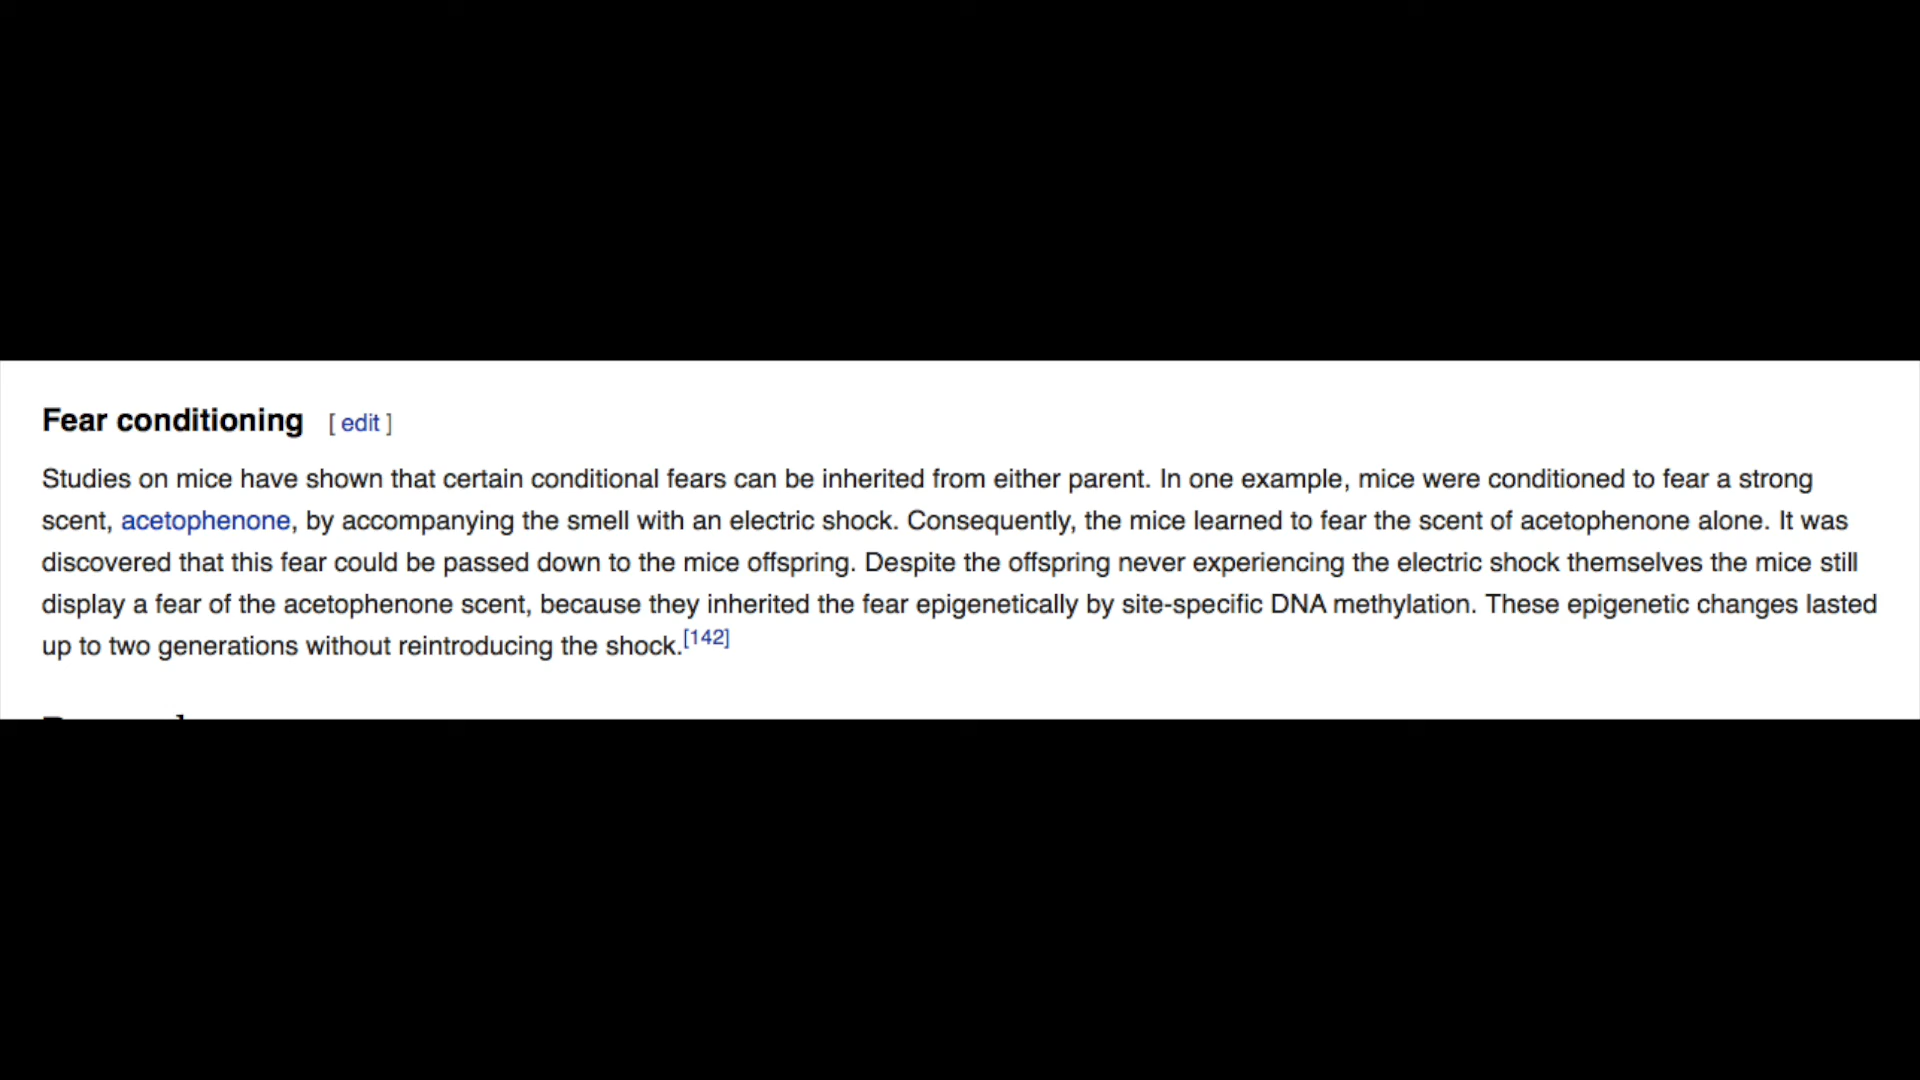 Fear conditioning [ edit ]
Studies on mice have shown that certain conditional fears can be inherited from either parent. In one example, mice were conditioned to fear a strong
scent, acetophenone, by accompanying the smell with an electric shock. Consequently, the mice learned to fear the scent of acetophenone alone. It was
discovered that this fear could be passed down to the mice offspring. Despite the offspring never experiencing the electric shock themselves the mice still
display a fear of the acetophenone scent, because they inherited the fear epigenetically by site-specific DNA methylation. These epigenetic changes lasted
up to two generations without reintroducing the shock.[142]